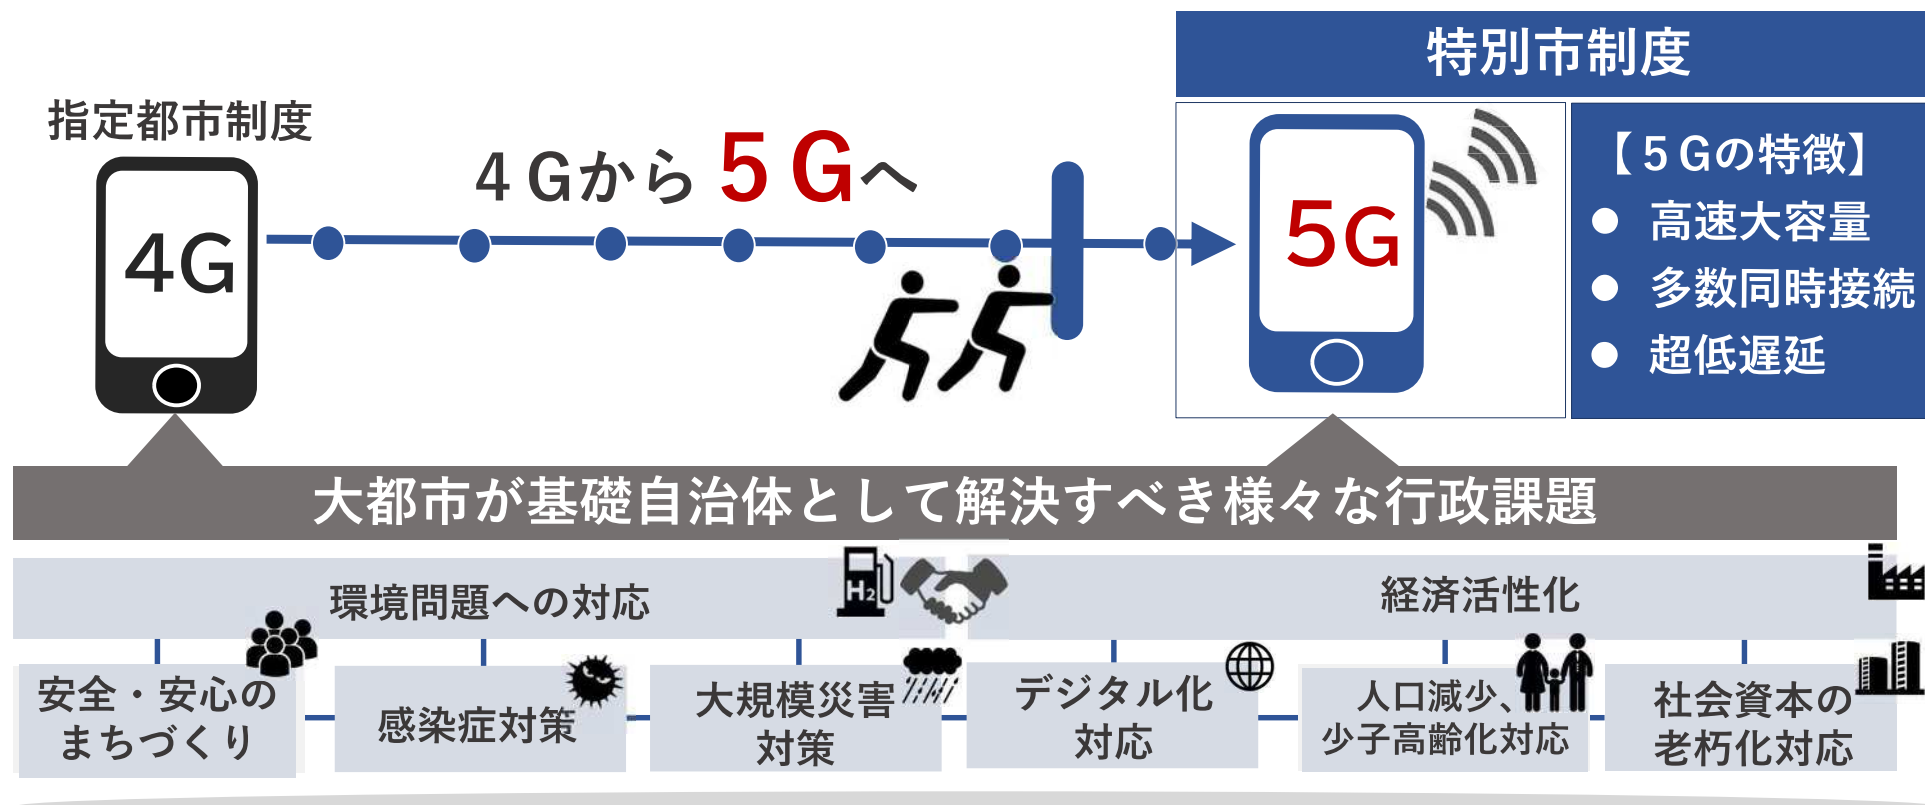 特別市制度
指定都市制度
４Ｇから５Ｇへ
4G
5G
【５Gの特徴】
● 高速大容量
● 多数同時接続
● 超低遅延
大都市が基礎自治体として解決すべき様々な行政課題
環境問題への対応
H2
経済活性化
安全・安心の
まちづくり
感染症対策
大規模災害
対策
デジタル化
対応
人口減少、
少子高齢化対応
社会資本の
老朽化対応